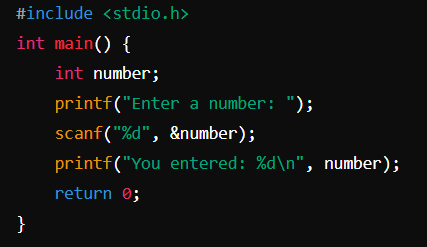 #include <stdio.h>
int main() {
    int number;
    printf("Enter a number: ");
    scanf("%d", &number);
    printf("You entered: %d\n", number);
    return 0;
}